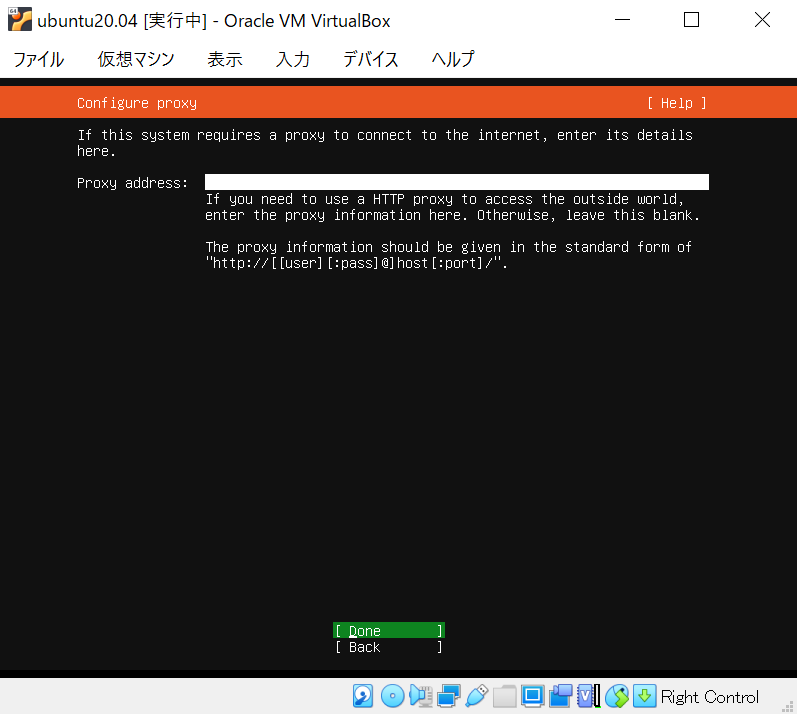 ubuntu20.04 [実行中] - Oracle VM VirtualBox
ファイル 仮想マシン 表示 入力 デバイス ヘルプ
Configure proxy [ Help ]
If this system requires a proxy to connect to the internet, enter its details
here.
Proxy address:
If you need to use a HTTP proxy to access the outside world,
enter the proxy information here. Otherwise, leave this blank.
The proxy information should be given in the standard form of
"http://[[user][:pass]@]host[:port]/".
[ Done ]
[ Back ]
Right Control